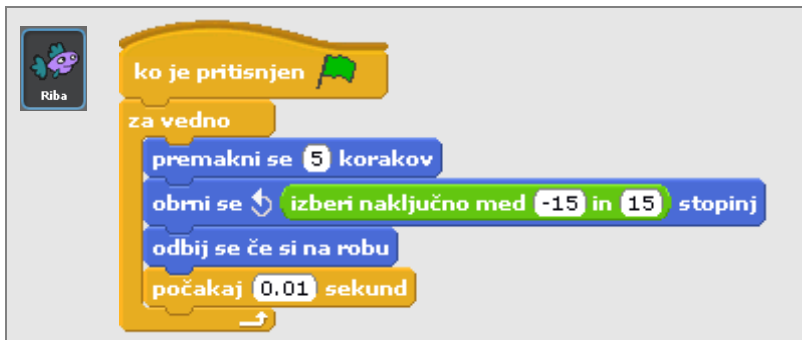 Riba
ko je pritisnjen
za vedno
premakni se 5 korakov
obrni se izberi naključno med -15 in 15 stopinj
odbij se če si na robu
počakaj 0.01 sekund